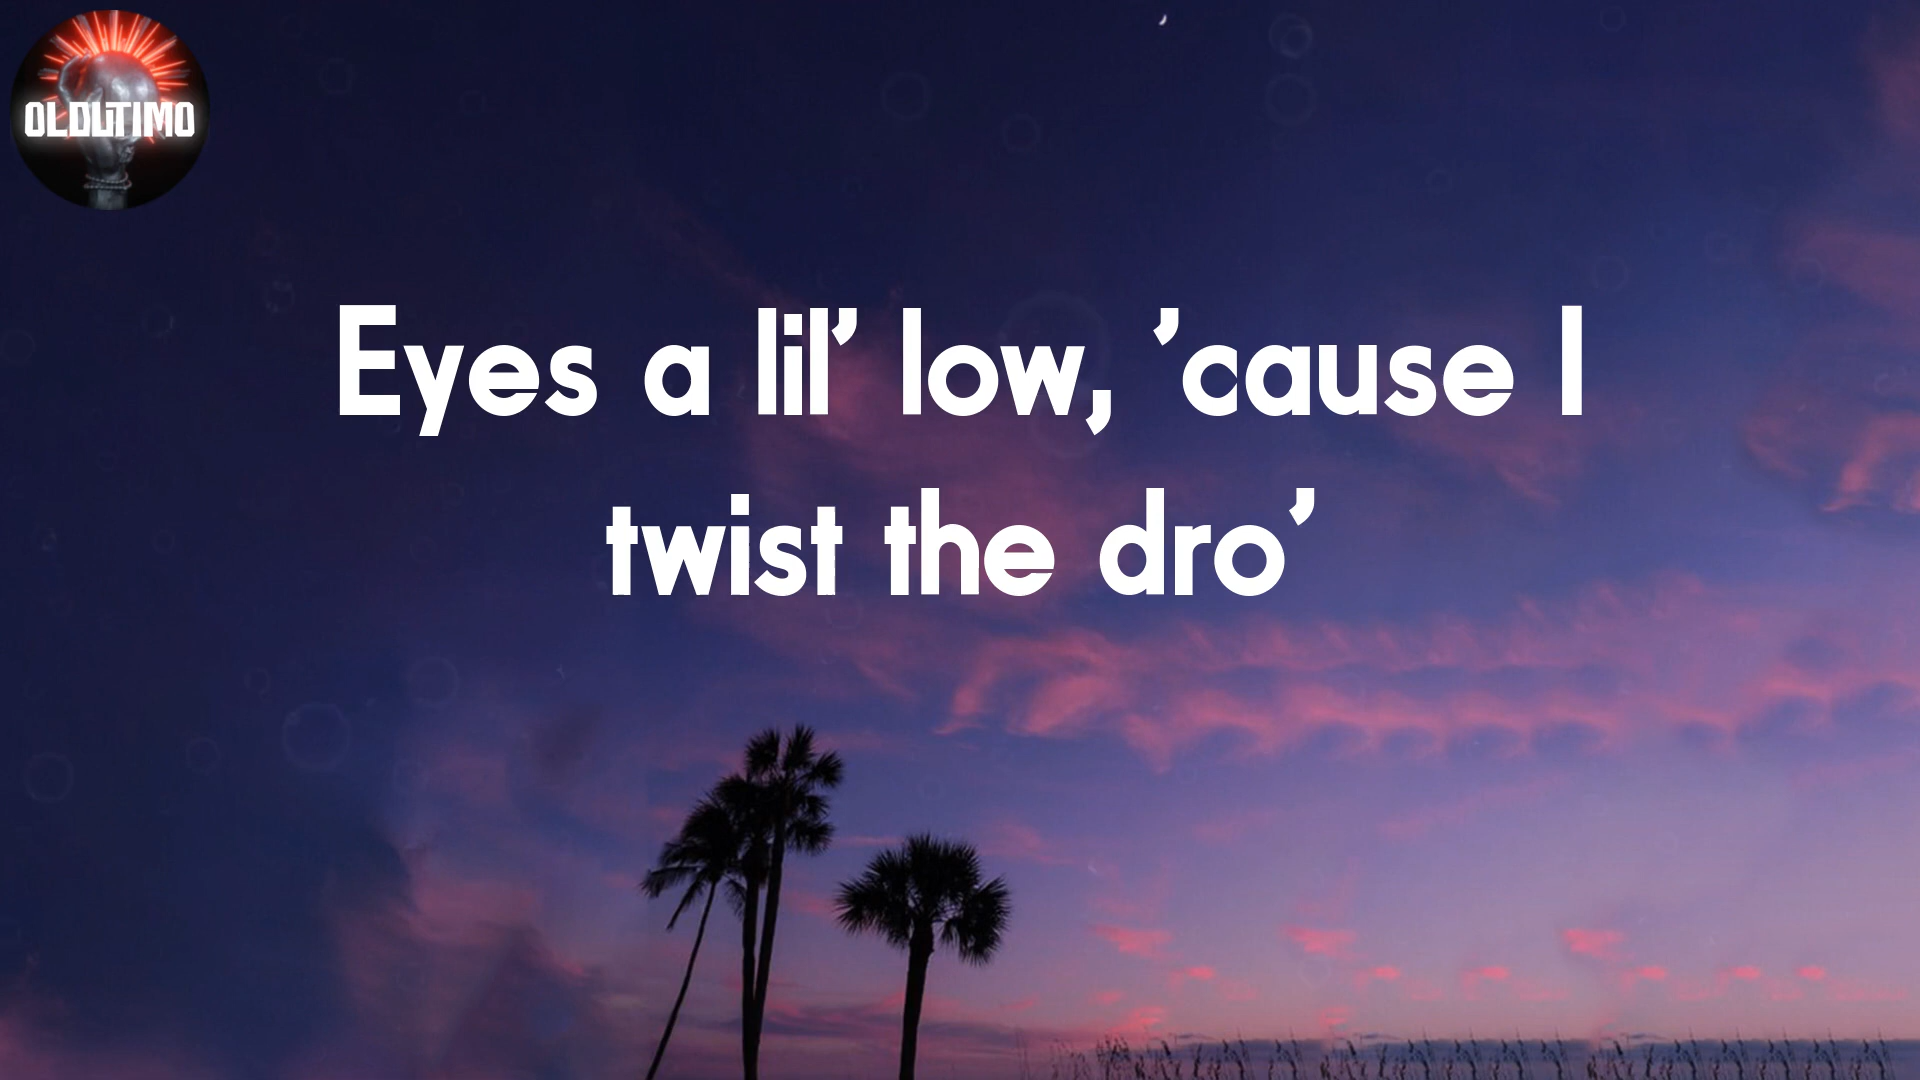 OLDUTIMO
Eyes a lil’ low, ’cause I
twist the dro’